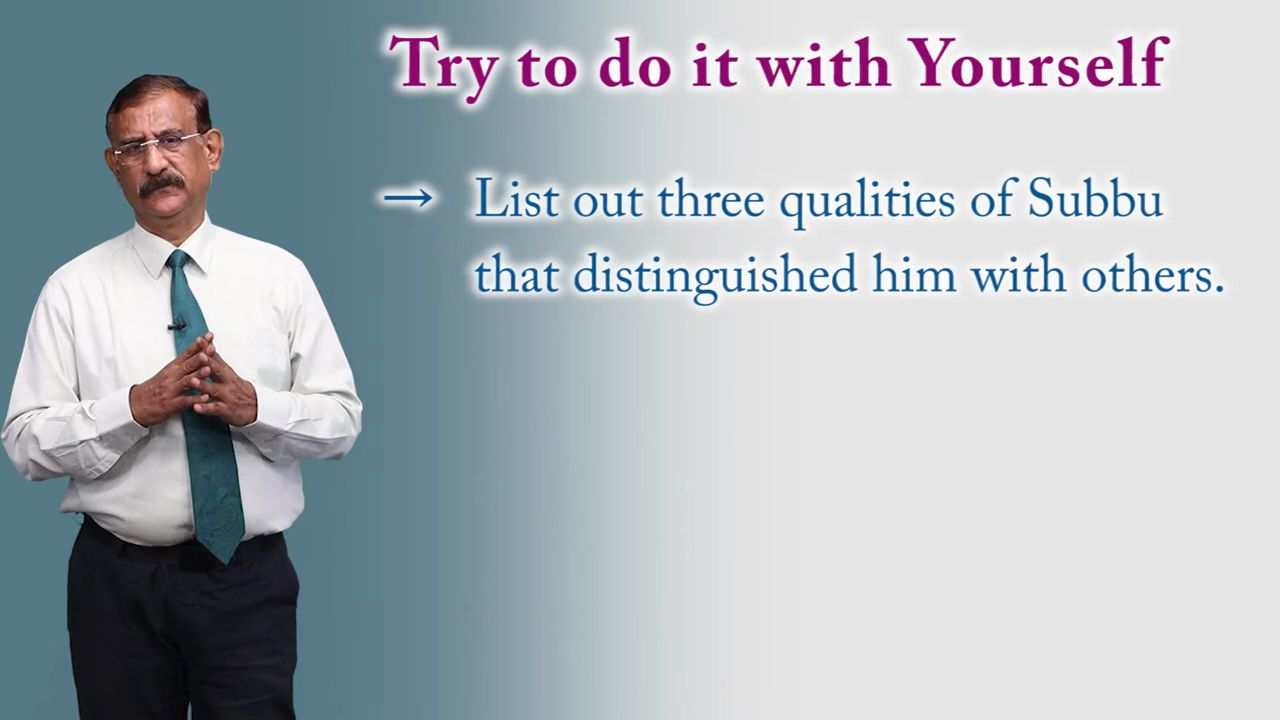 Try to do it with Yourself
→ List out three qualities of Subbu
that distinguished him with others.